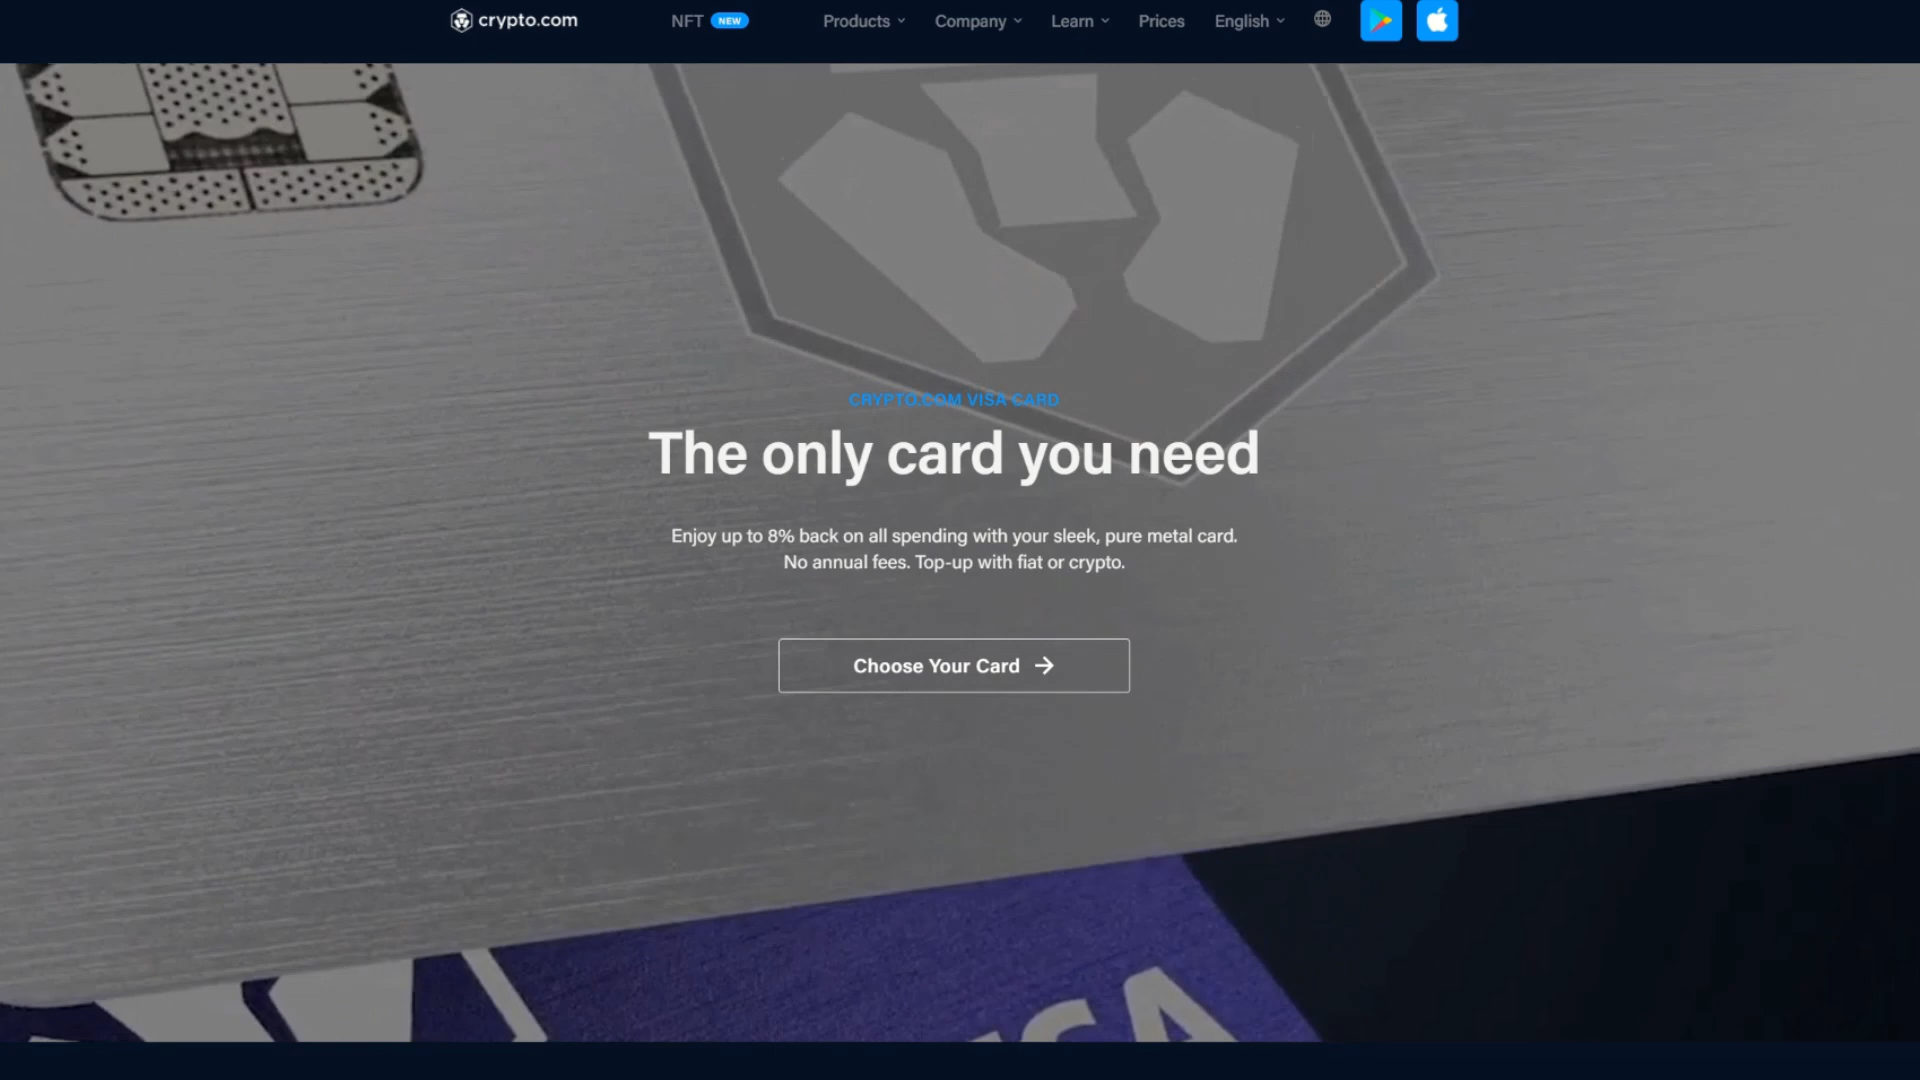 crypto.com
NFT NEW
Products
Company
Learn
Prices
English
CRYPTO.COM VISA CARD
The only card you need
Enjoy up to 8% back on all spending with your sleek, pure metal card.
No annual fees. Top-up with fiat or crypto.
Choose Your Card →